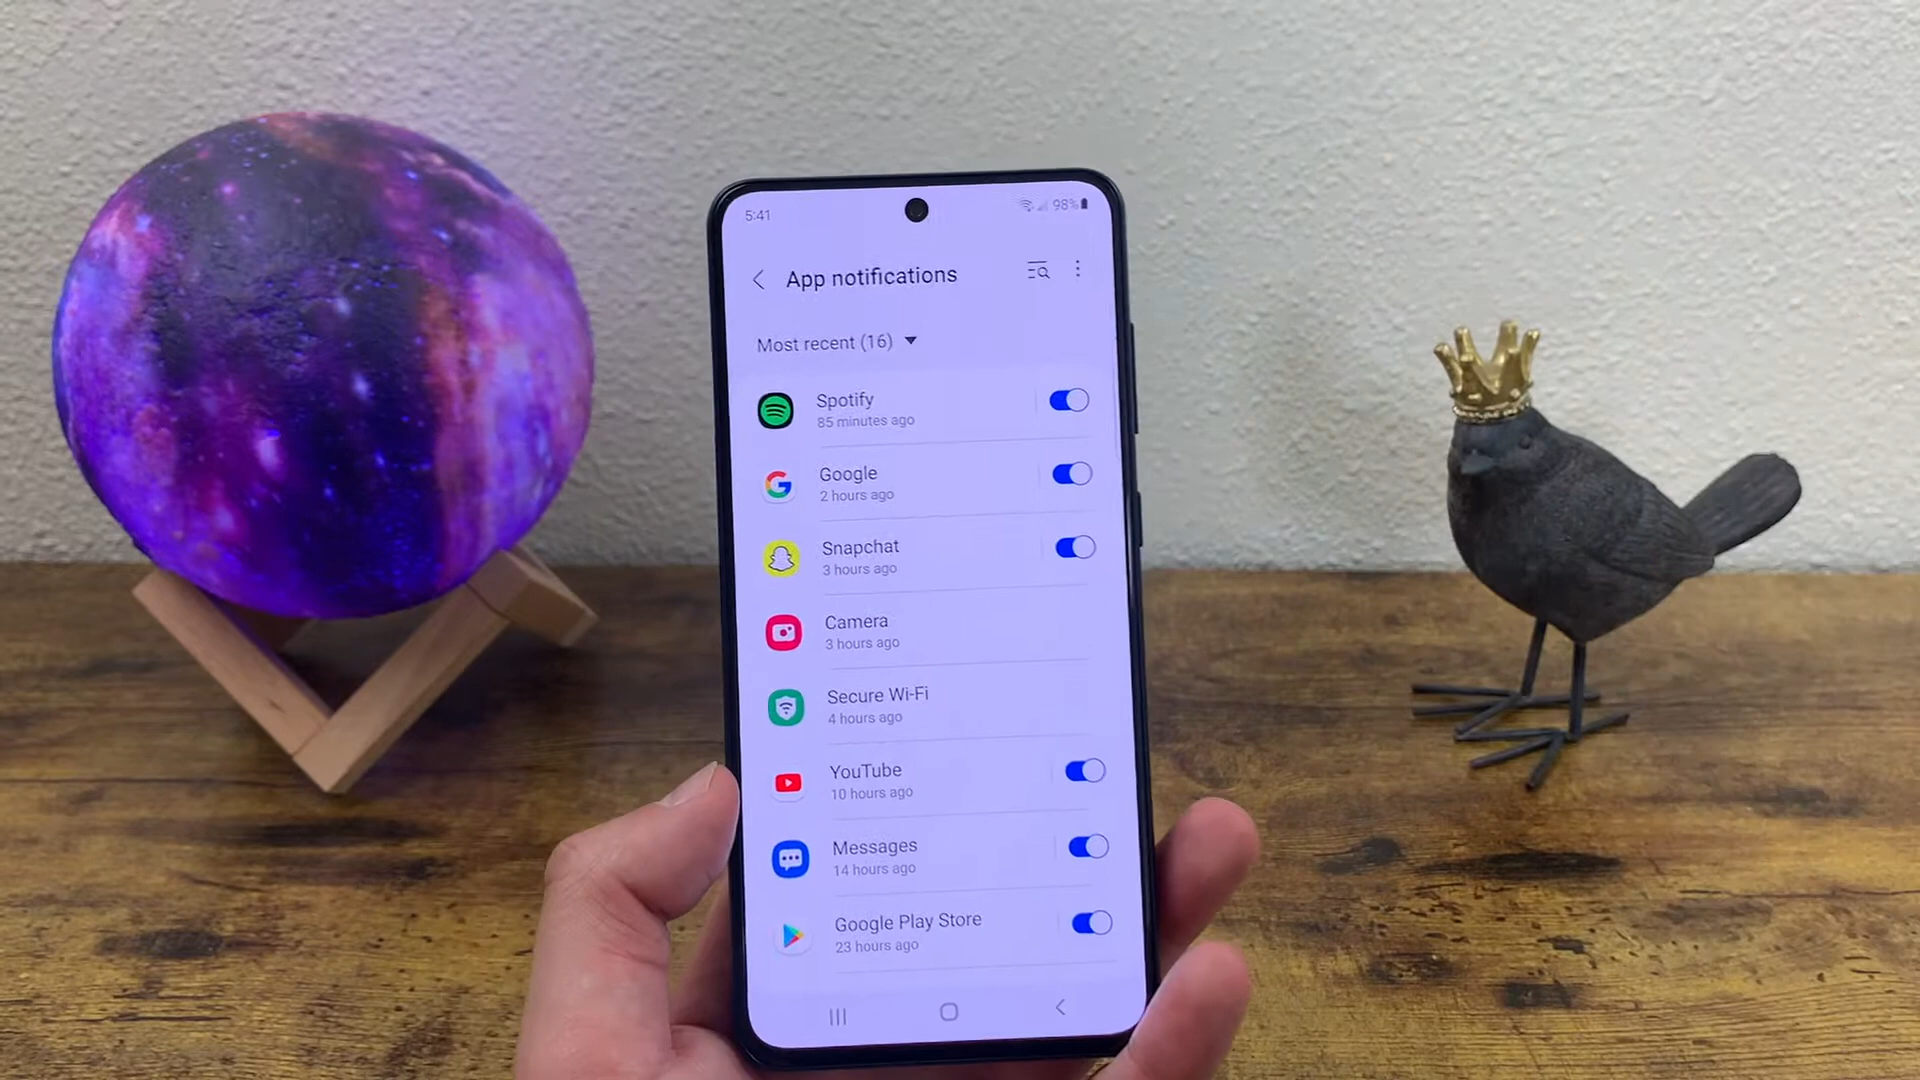 5:41
98%
App notifications
Most recent (16)
Spotify
85 minutes ago
Google
2 hours ago
Snapchat
3 hours ago
Camera
3 hours ago
Secure Wi-Fi
4 hours ago
YouTube
10 hours ago
Messages
14 hours ago
Google Play Store
23 hours ago